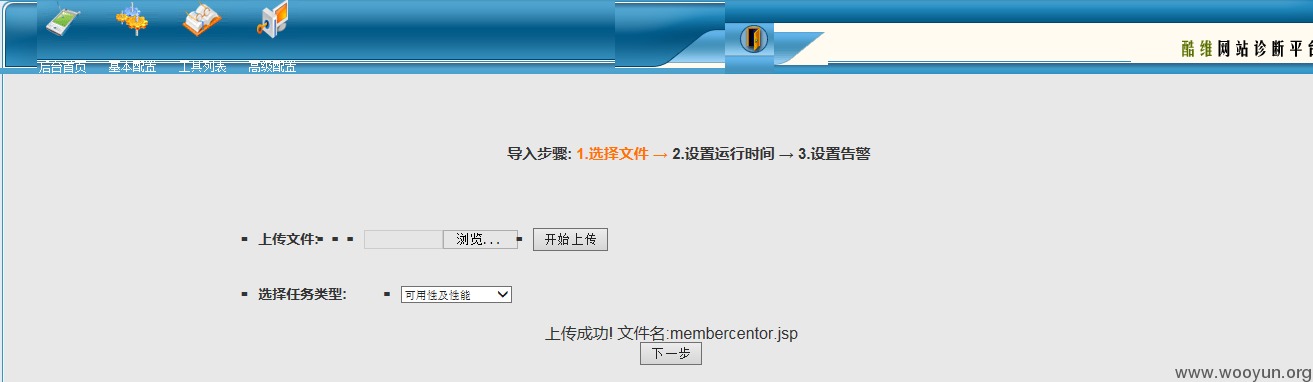 酷维网站诊断平台
后台首页 基本配置 工具列表 高级配置
导入步骤: 1.选择文件 → 2.设置运行时间 → 3.设置告警
上传文件: 浏览... 开始上传
选择任务类型: 可用性及性能
上传成功! 文件名:membercentor.jsp
下一步
www.wooyun.org